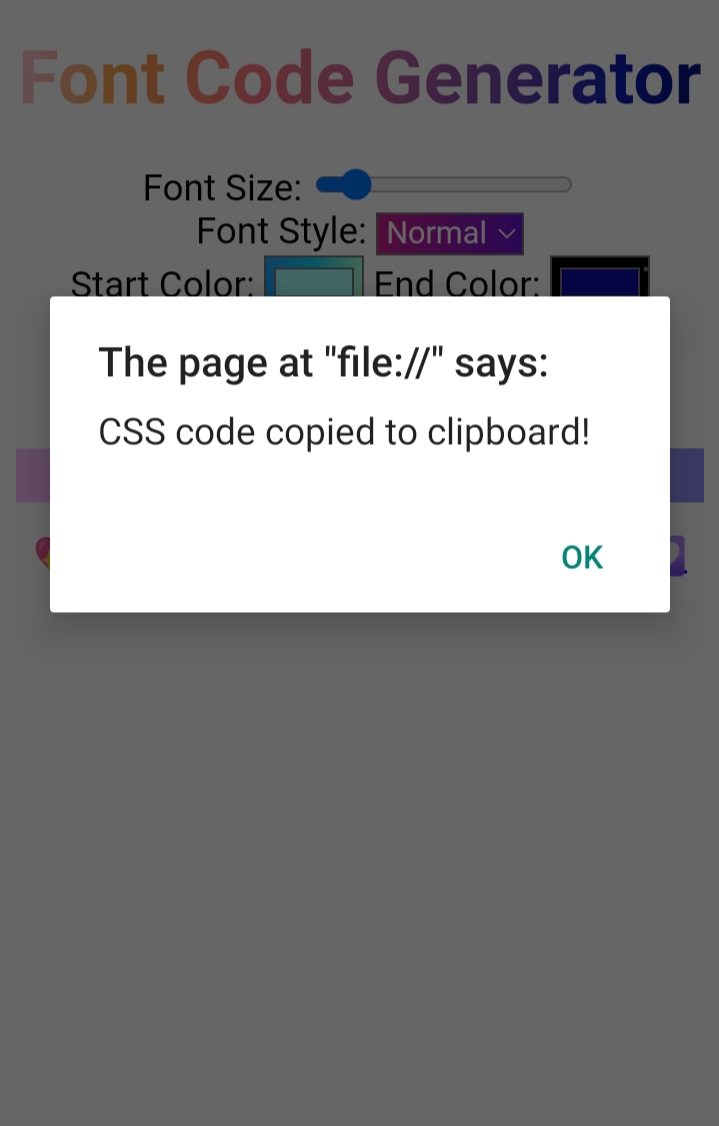 Font Code Generator
Font Size:
Font Style: Normal
Start Color: End Color:
The page at "file://" says:
CSS code copied to clipboard!
OK